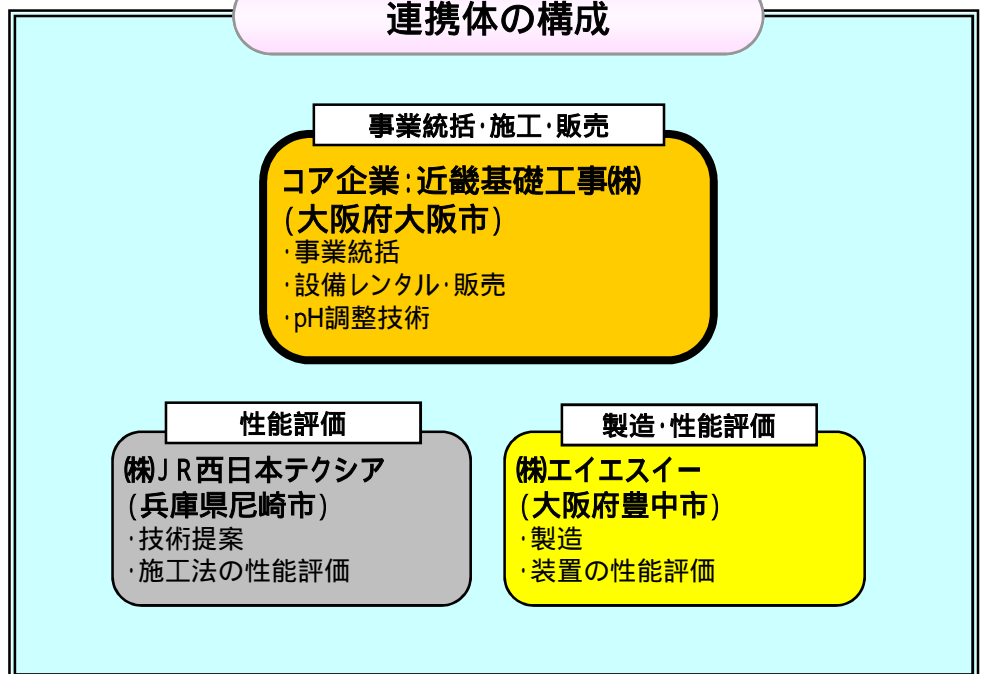 連携体の構成
事業統括･施工･販売
コア企業:近畿基礎工事㈱
(大阪府大阪市)
･事業統括
･設備レンタル･販売
･pH調整技術
性能評価
㈱JR西日本テクシア
(兵庫県尼崎市)
･技術提案
･施工法の性能評価
製造･性能評価
㈱エイエスイー
(大阪府豊中市)
･製造
･装置の性能評価